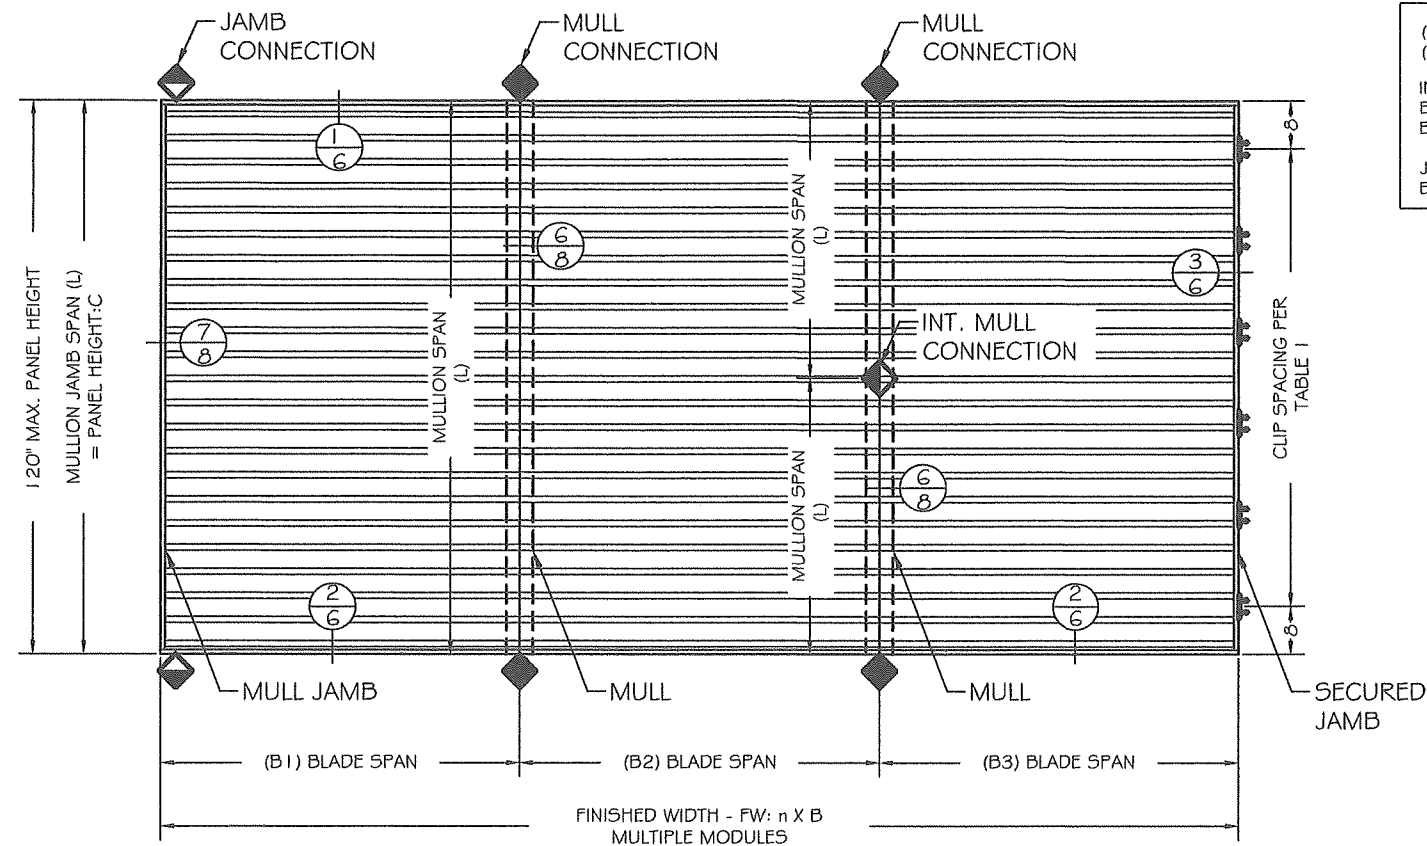 JAMB
CONNECTION
MULL
CONNECTION
MULL
CONNECTION
1
6
8
6
8
MULLION SPAN
(L)
3
6
120" MAX. PANEL HEIGHT
MULLION JAMB SPAN (L)
= PANEL HEIGHT:C
7
8
MULLION SPAN
(L)
INT. MULL
CONNECTION
CLIP SPACING PER
TABLE 1
MULLION SPAN
(L)
6
8
2
6
2
6
8
MULL JAMB
MULL
MULL
SECURED
JAMB
(B1) BLADE SPAN
(B2) BLADE SPAN
(B3) BLADE SPAN
FINISHED WIDTH - FW: n X B
MULTIPLE MODULES